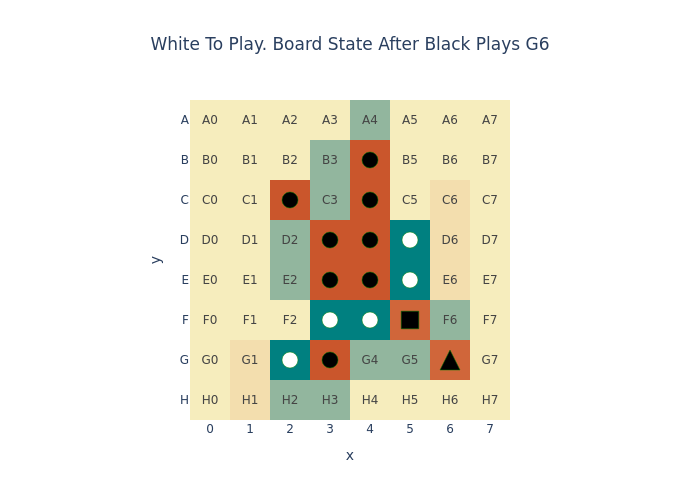 White To Play. Board State After Black Plays G6
A A0 A1 A2 A3 A4 A5 A6 A7
B B0 B1 B2 B3 B5 B6 B7
C C0 C1 C3 C5 C6 C7
D D0 D1 D2 D6 D7
E E0 E1 E2 E6 E7
F F0 F1 F2 F6 F7
G G0 G1 G4 G5 G7
H H0 H1 H2 H3 H4 H5 H6 H7
0 1 2 3 4 5 6 7
x
y